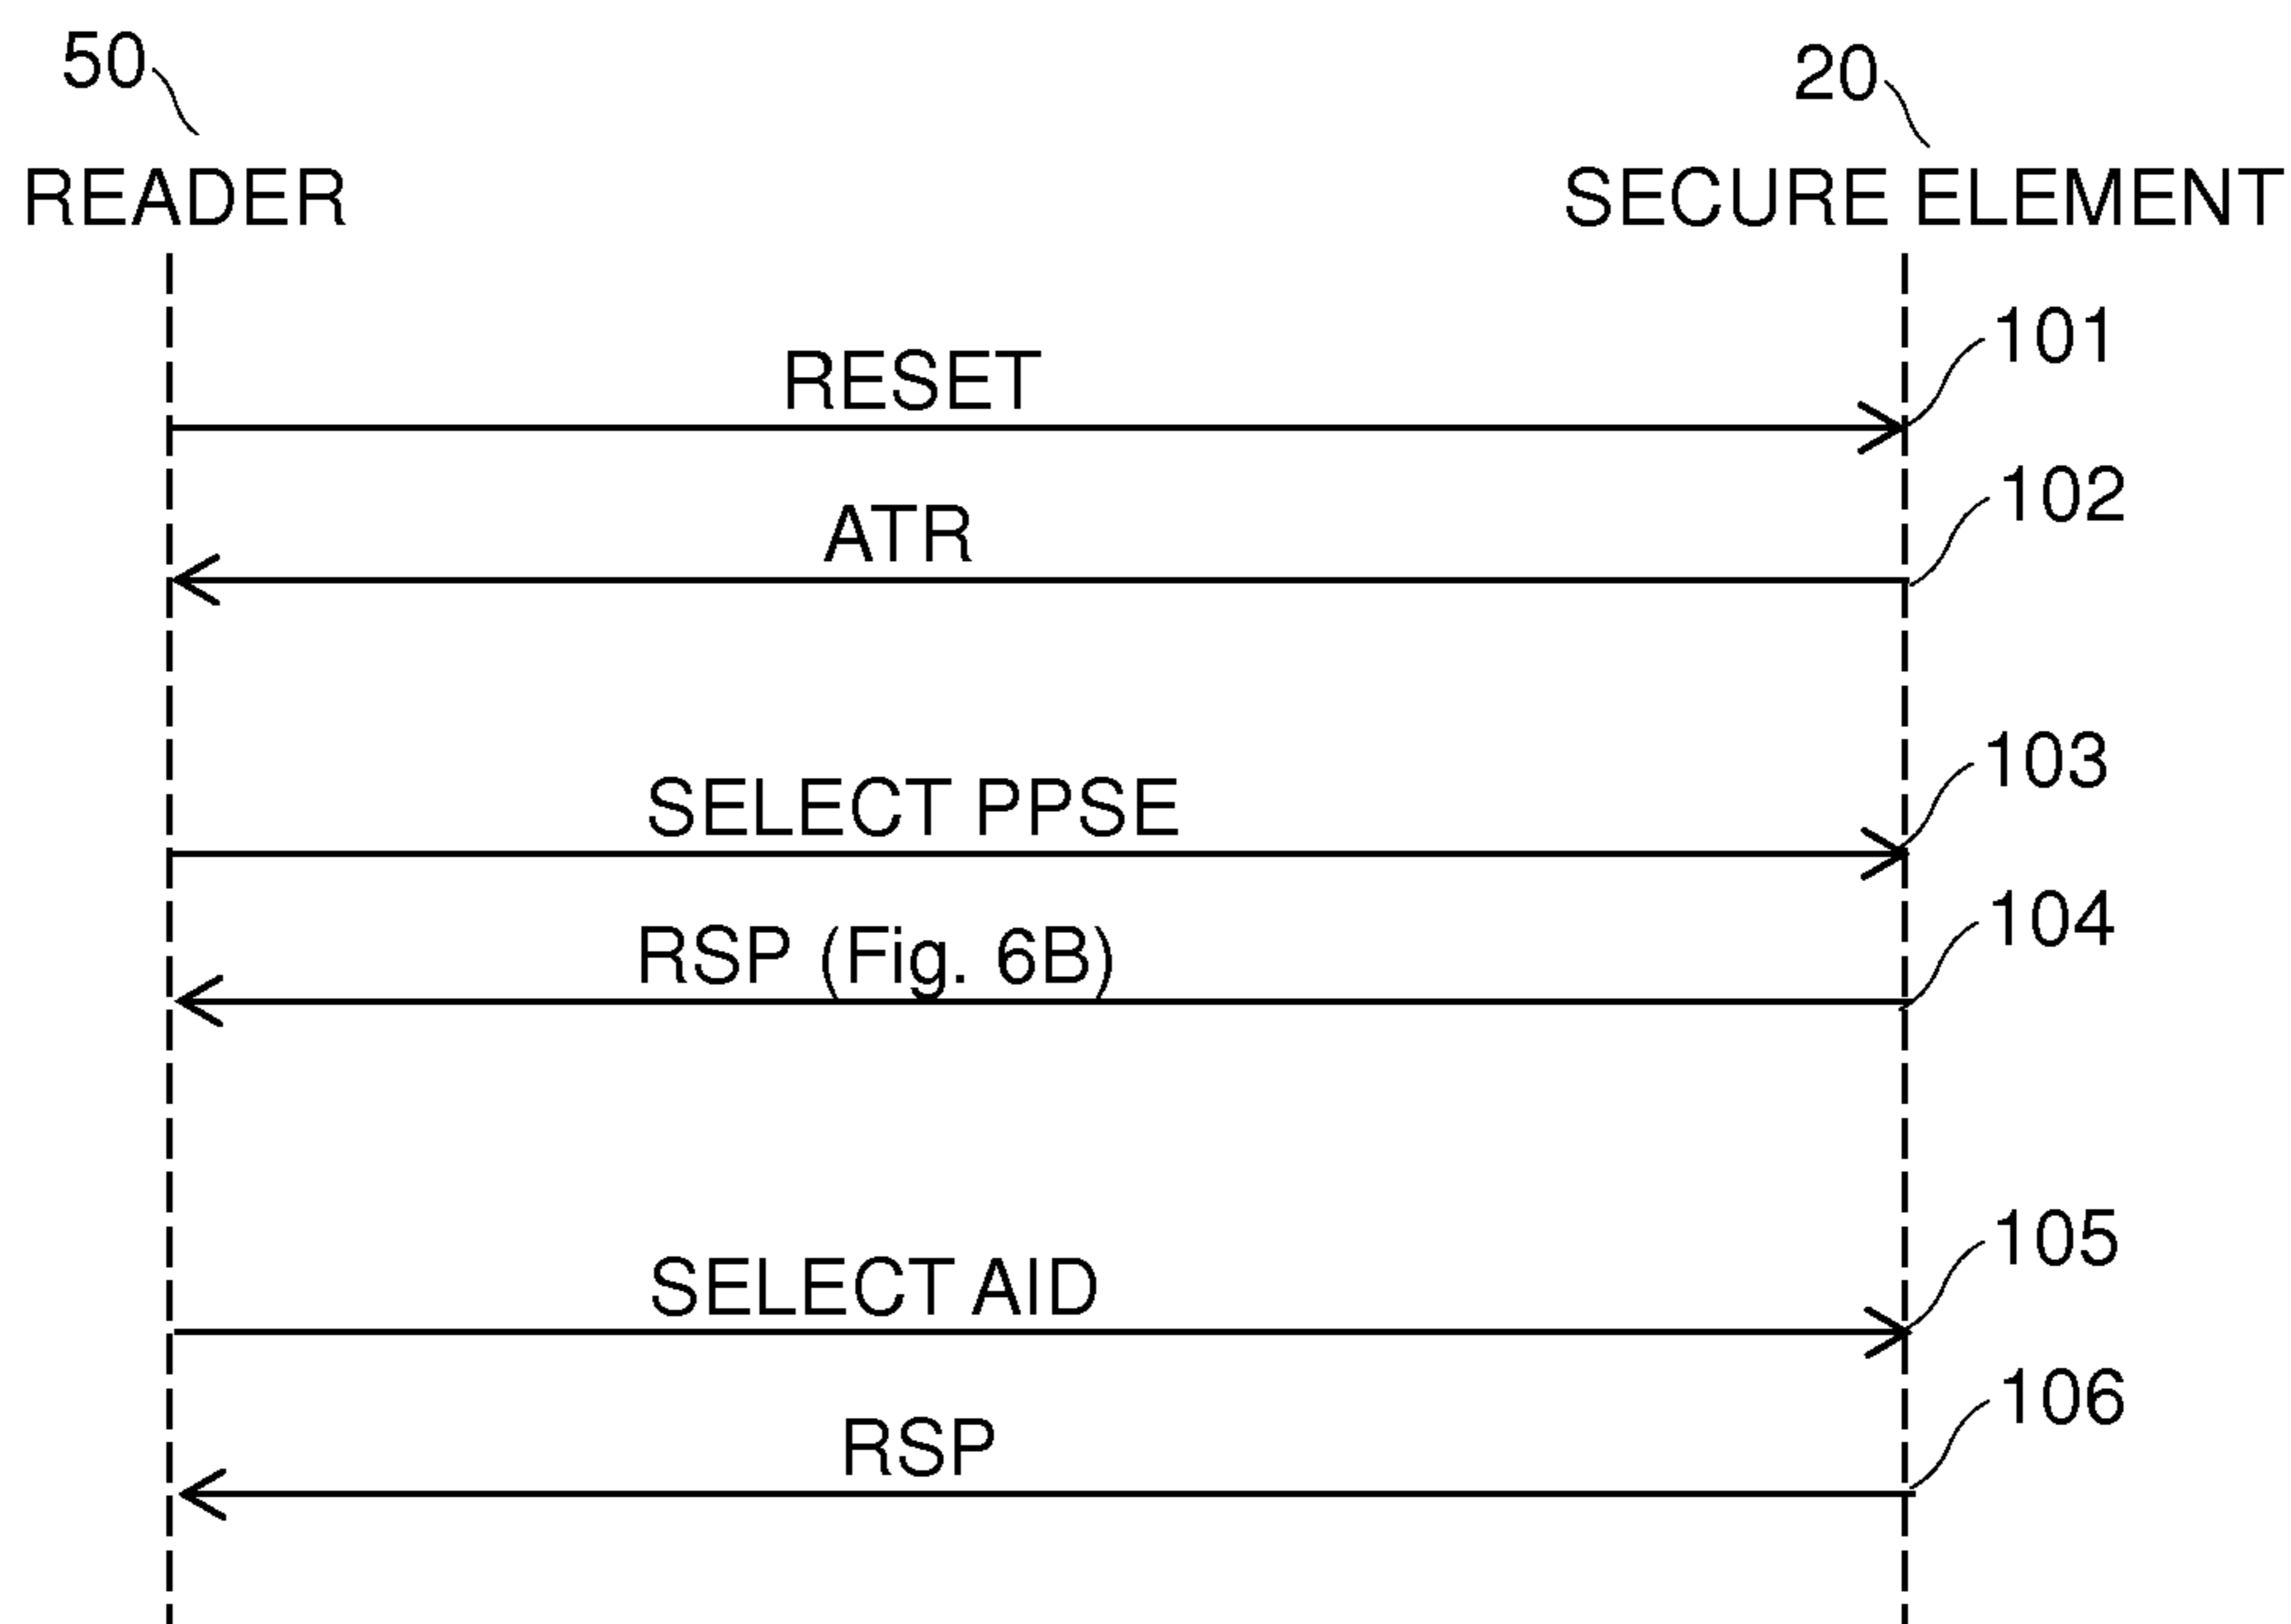 50
20
READER
SECURE ELEMENT
RESET
101
ATR
102
SELECT PPSE
103
RSP (Fig. 6B)
104
SELECT AID
105
RSP
106